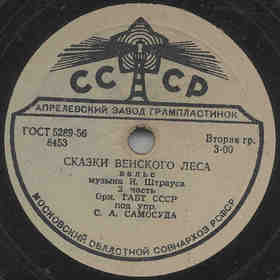 СССР
АПРЕЛЕВСКИЙ ЗАВОД ГРАМПЛАСТИНОК
ГОСТ 5289-56
8453
Вторая гр.
3-00
СКАЗКИ ВЕНСКОГО ЛЕСА
вальс
музыка И. Штрауса
2 часть
Орк. ГАБТ СССР
под упр.
С. А. САМОСУДА
МОСКОВСКИЙ ОБЛАСТНОЙ СОВНАРХОЗ РСФСР